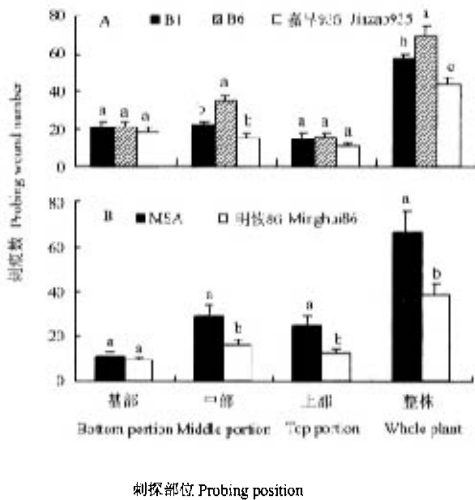 刺痕数 Probing wound number
80
60
40
20
0
A B1 B6 嘉早935 Jiazao935
a a a
b a b
a a a
b a c
80
60
40
20
0
B MSA 明恢86 Minghui86
a a
a b
a b
a b
基部 中部 上部 整株
Bottom portion Middle portion Top portion Whole plant
刺探部位 Probing position